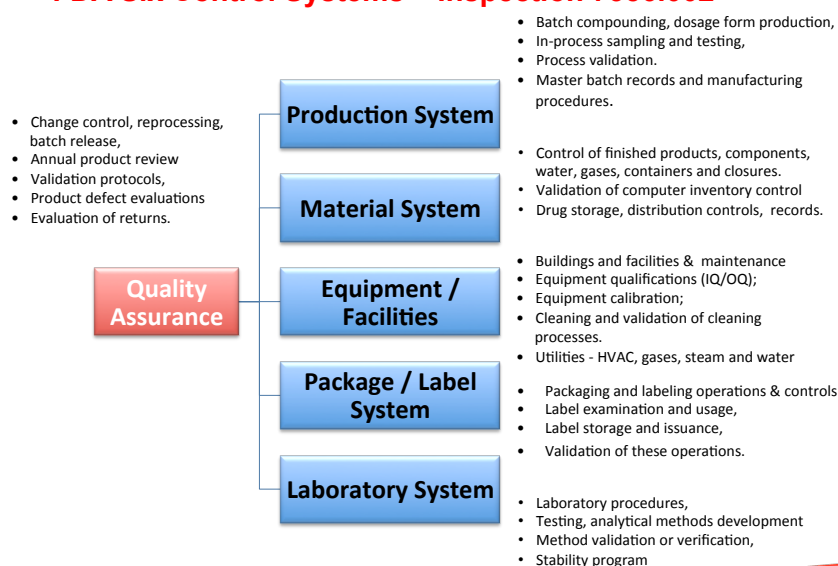 FDA Six Control Systems – Inspection
• Batch compounding, dosage form production,
• In-process sampling and testing,
• Process validation.
• Master batch records and manufacturing
procedures.
Production System
• Change control, reprocessing,
batch release,
• Annual product review
• Validation protocols,
• Product defect evaluations
• Evaluation of returns.
• Control of finished products, components,
water, gases, containers and closures.
• Validation of computer inventory control
• Drug storage, distribution controls, records.
Material System
Quality
Assurance
Equipment /
Facilities
• Buildings and facilities & maintenance
• Equipment qualifications (IQ/OQ);
• Equipment calibration;
• Cleaning and validation of cleaning
processes.
• Utilities - HVAC, gases, steam and water
Package / Label
System
• Packaging and labeling operations & controls
• Label examination and usage,
• Label storage and issuance,
• Validation of these operations.
Laboratory System
• Laboratory procedures,
• Testing, analytical methods development
• Method validation or verification,
• Stability program